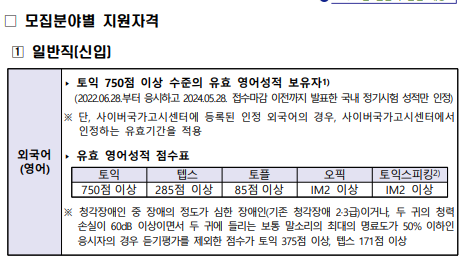 □ 모집분야별 지원자격
1 일반직(신입)
외국어
(영어)
▸ 토익 750점 이상 수준의 유효 영어성적 보유자1)
(2022.06.28.부터 응시하고 2024.05.28. 접수마감 이전까지 발표한 국내 정기시험 성적만 인정)
※ 단, 사이버국가고시센터에 등록된 인정 외국어의 경우, 사이버국가고시센터에서
인정하는 유효기간을 적용
▸ 유효 영어성적 점수표
토익 텝스 토플 오픽 토익스피킹2)
750점 이상 285점 이상 85점 이상 IM2 이상 IM2 이상
※ 청각장애인 중 장애의 정도가 심한 장애인(기존 청각장애 2·3급)이거나, 두 귀의 청력
손실이 60dB 이상이면서 두 귀에 들리는 보통 말소리의 최대의 명료도가 50% 이하인
응시자의 경우 듣기평가를 제외한 점수가 토익 375점 이상, 텝스 171점 이상